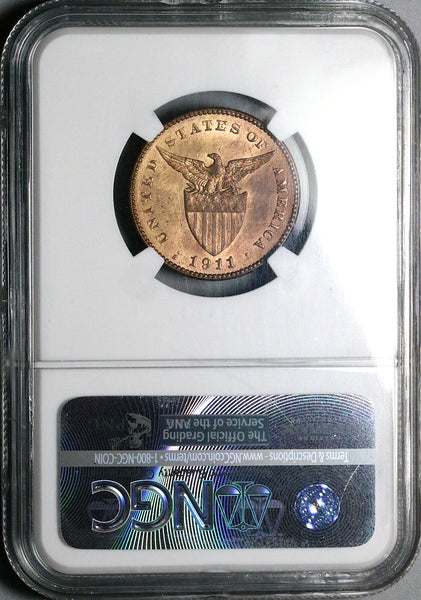 UNITED STATES OF AMERICA
1911
NGC
Terms & Descriptions • www.NGCcoin.com/terms • 1-800-NGC-COIN
The Official Grading
Service of the ANA
PNG